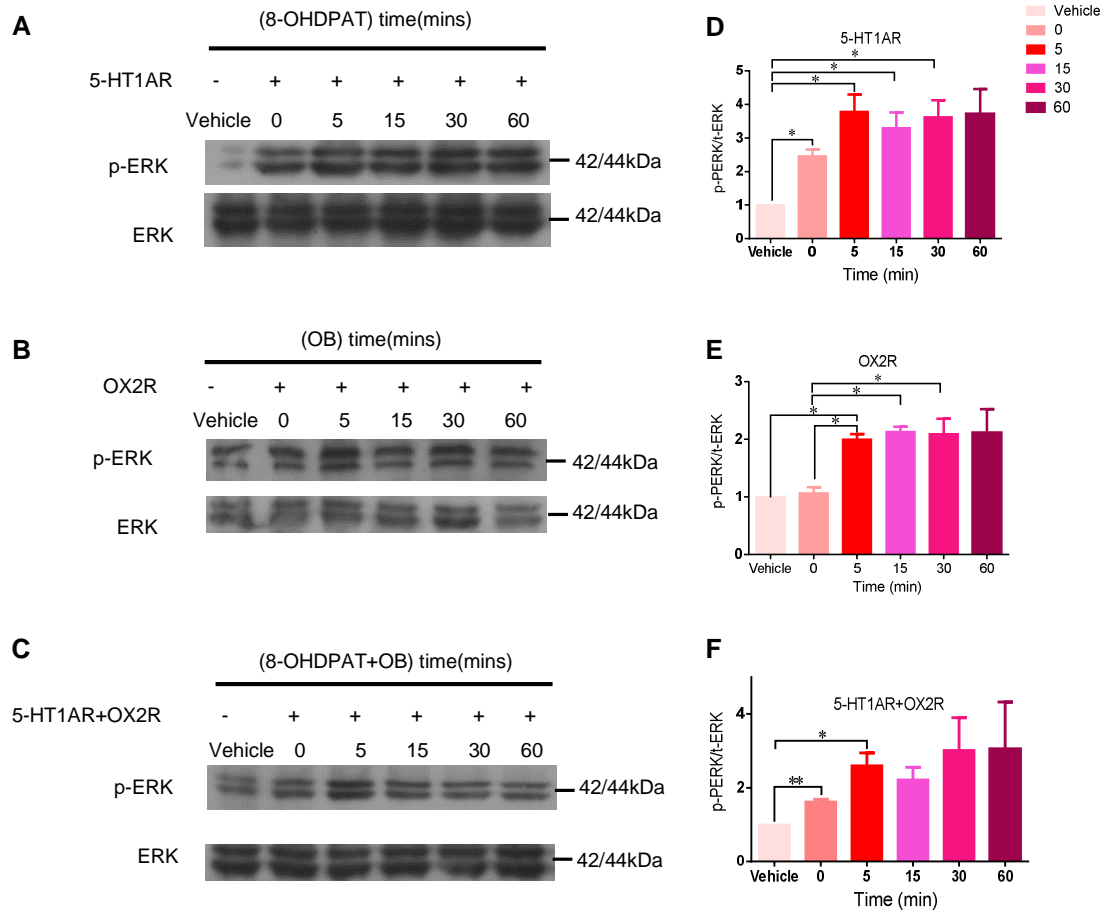 A
(8-OHDPAT) time(mins)
5-HT1AR - + + + + +
Vehicle 0 5 15 30 60
p-ERK 42/44kDa
ERK 42/44kDa
B
(OB) time(mins)
OX2R - + + + + +
Vehicle 0 5 15 30 60
p-ERK 42/44kDa
ERK 42/44kDa
C
(8-OHDPAT+OB) time(mins)
5-HT1AR+OX2R - + + + + +
Vehicle 0 5 15 30 60
p-ERK 42/44kDa
ERK 42/44kDa
D
5-HT1AR
p-PERK/t-ERK
5
4
3
2
1
0
* * * *
Vehicle 0 5 15 30 60
Time (min)
Vehicle
0
5
15
30
60
E
OX2R
p-PERK/t-ERK
3
2
1
0
* * * *
Vehicle 0 5 15 30 60
Time (min)
F
5-HT1AR+OX2R
p-PERK/t-ERK
4
2
0
* **
Vehicle 0 5 15 30 60
Time (min)